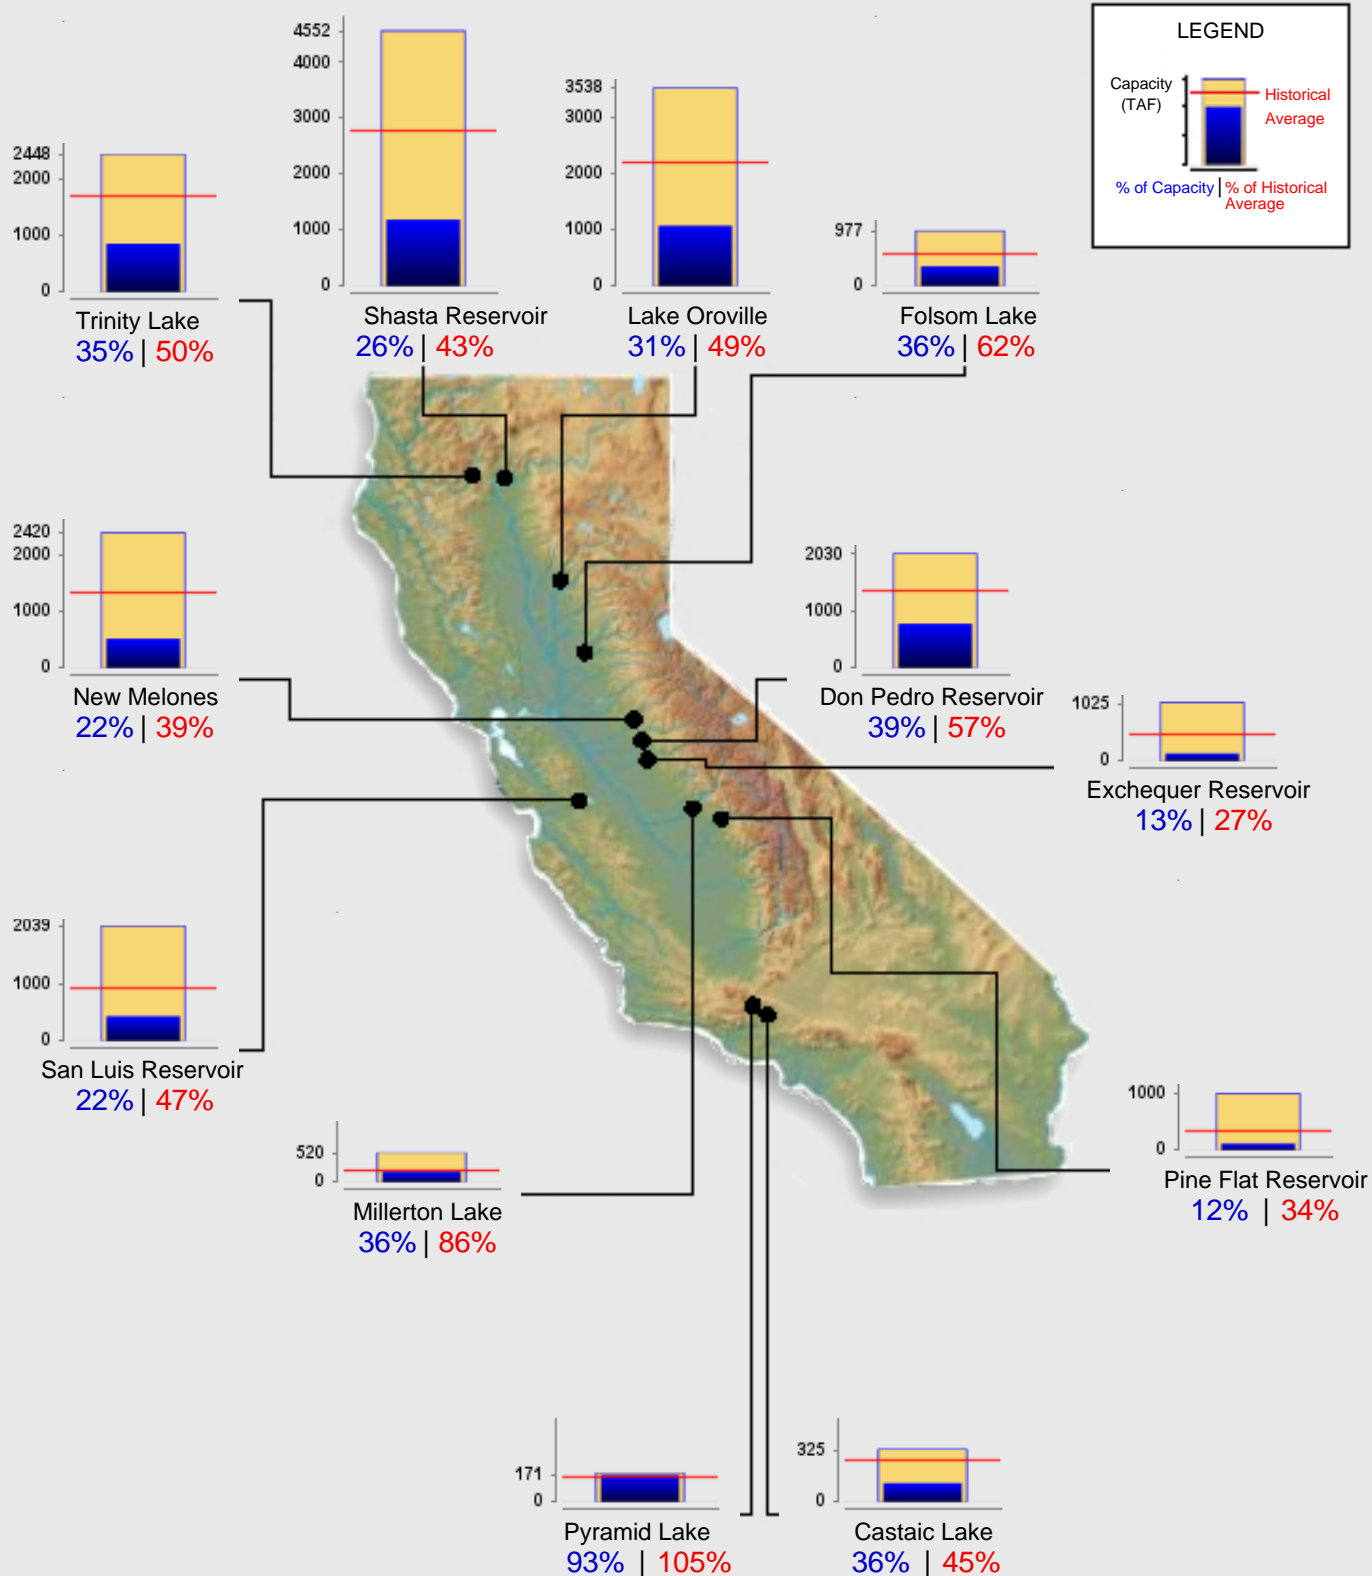 LEGEND
Capacity
(TAF)
Historical
Average
% of Capacity | % of Historical
Average
4552
4000
3000
2000
1000
0
Shasta Reservoir
26% | 43%
3538
3000
2000
1000
0
Lake Oroville
31% | 49%
2448
2000
1000
0
Trinity Lake
35% | 50%
977
0
Folsom Lake
36% | 62%
2420
2000
1000
0
New Melones
22% | 39%
2030
1000
0
Don Pedro Reservoir
39% | 57%
1025
0
Exchequer Reservoir
13% | 27%
2039
1000
0
San Luis Reservoir
22% | 47%
520
0
Millerton Lake
36% | 86%
1000
0
Pine Flat Reservoir
12% | 34%
171
0
Pyramid Lake
93% | 105%
325
0
Castaic Lake
36% | 45%